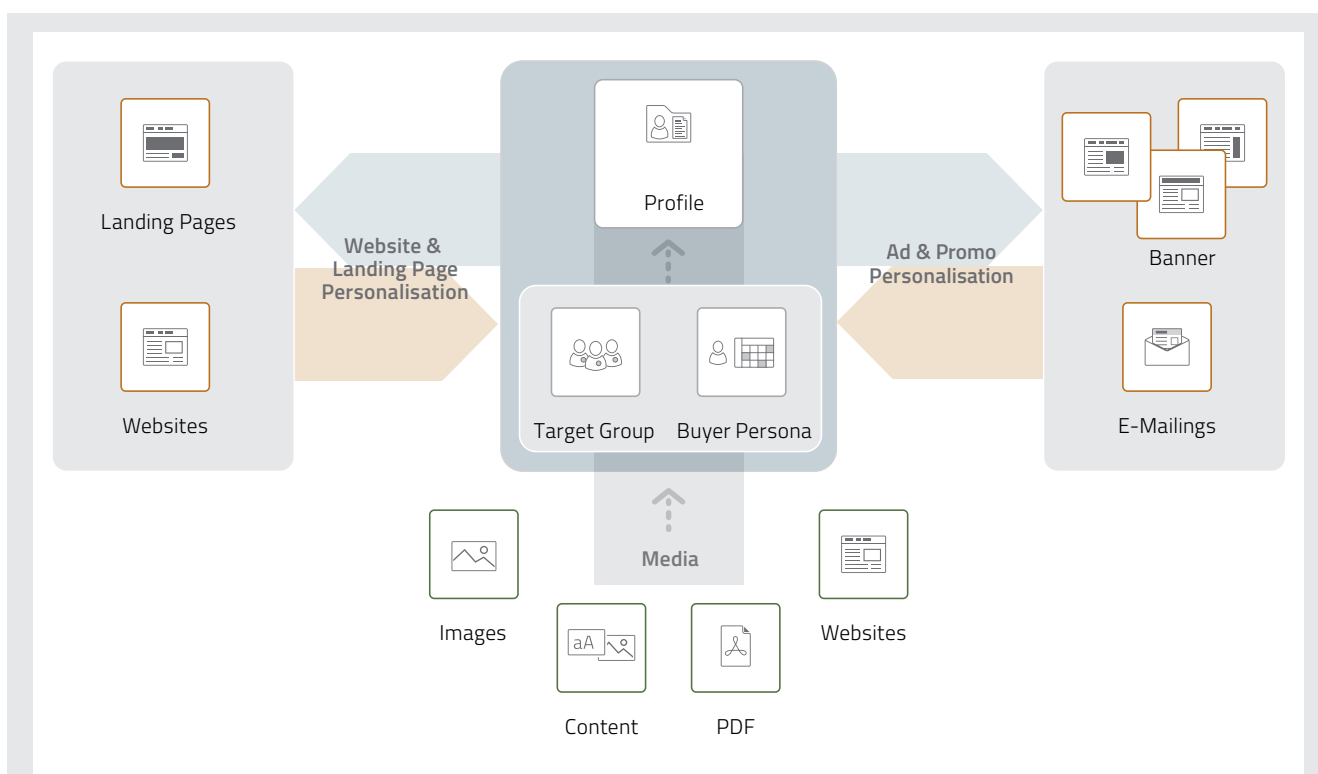 Profile
Landing Pages
Website &
Landing Page
Personalisation
Ad & Promo
Personalisation
Banner
Websites
Target Group
Buyer Persona
E-Mailings
Media
Images
aA
Websites
Content
PDF